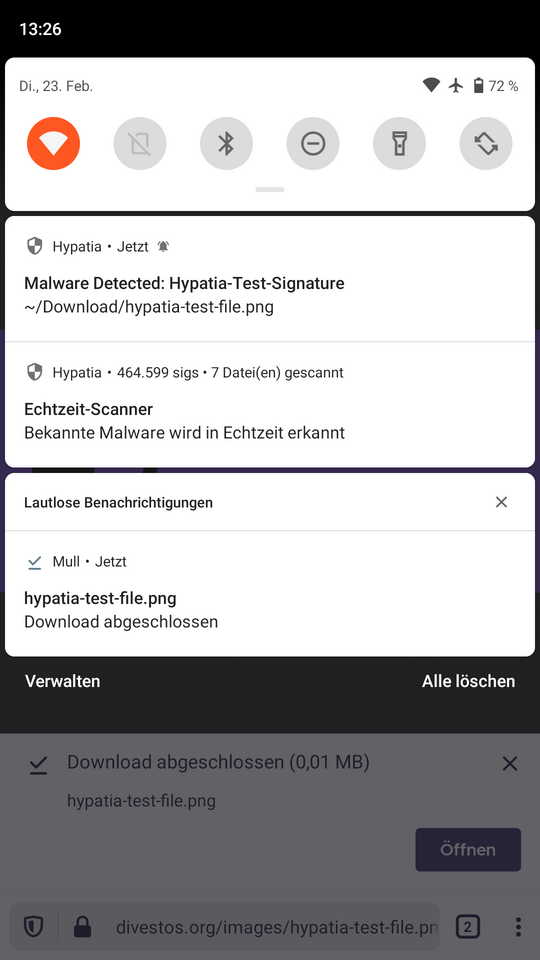 13:26
Di., 23. Feb.
72 %
Hypatia • Jetzt
Malware Detected: Hypatia-Test-Signature
~/Download/hypatia-test-file.png
Hypatia • 464.599 sigs • 7 Datei(en) gescannt
Echtzeit-Scanner
Bekannte Malware wird in Echtzeit erkannt
Lautlose Benachrichtigungen
Mull • Jetzt
hypatia-test-file.png
Download abgeschlossen
Verwalten
Alle löschen
Download abgeschlossen (0,01 MB)
hypatia-test-file.png
Öffnen
divestos.org/images/hypatia-test-file.pn
2